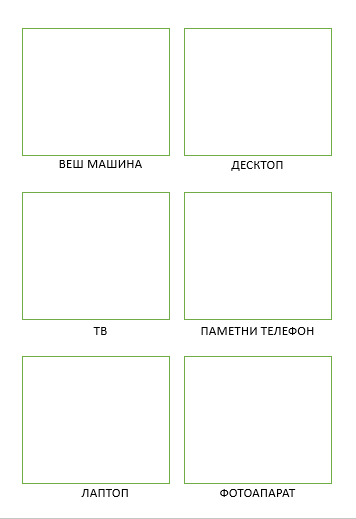 ВЕШ МАШИНА
ДЕСКТОП
ТВ
ПАМЕТНИ ТЕЛЕФОН
ЛАПТОП
ФОТОАПАРАТ